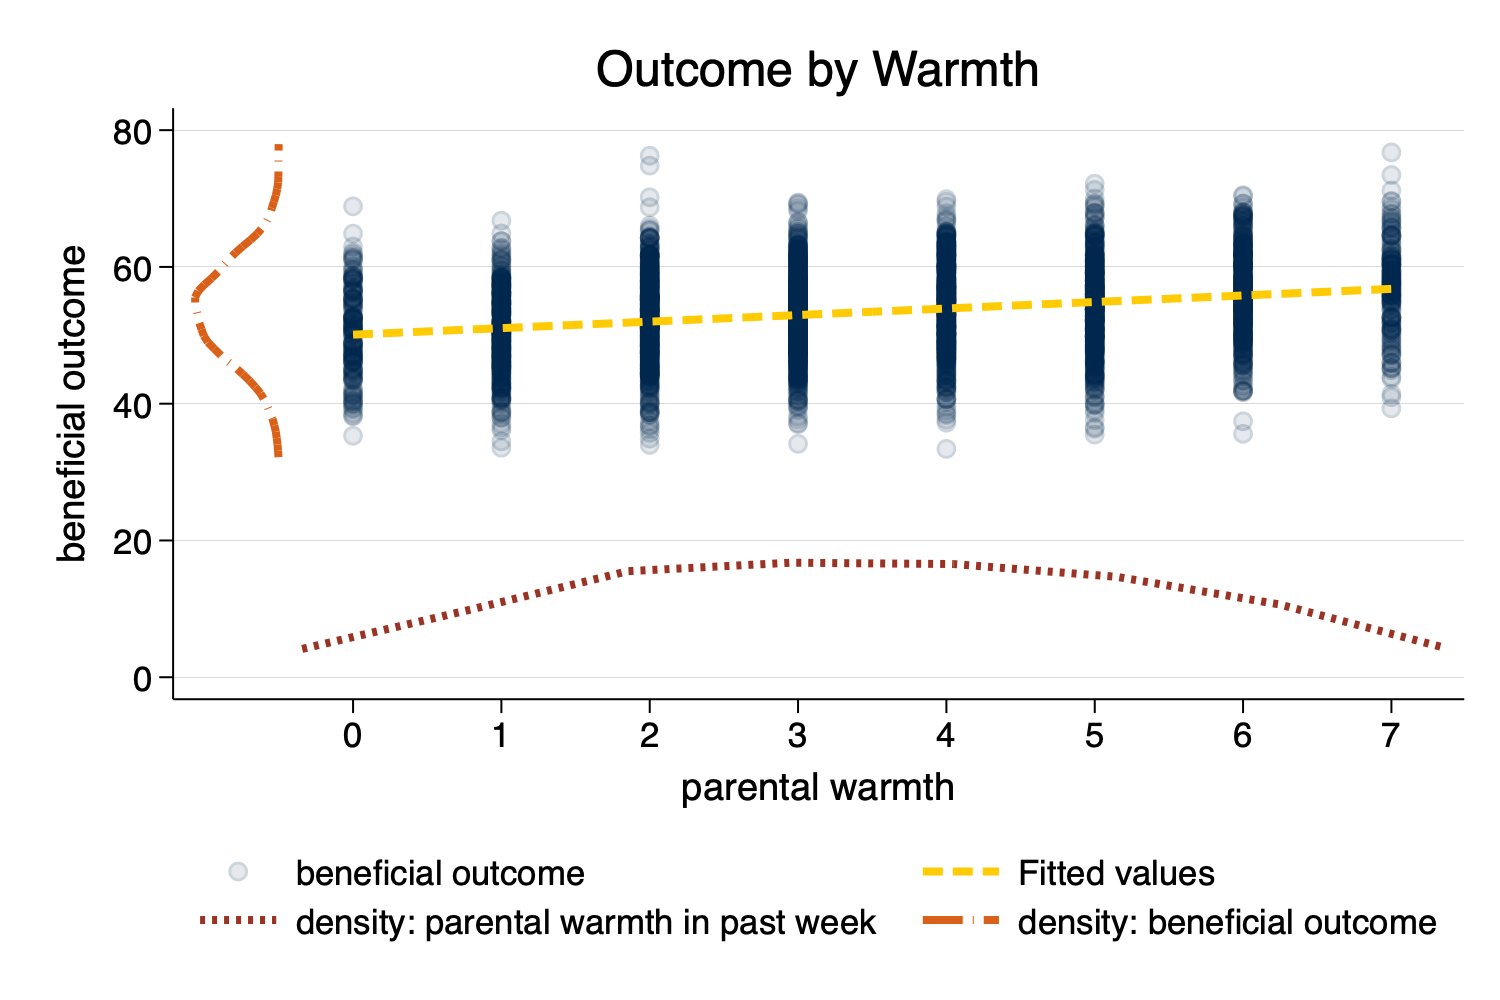 Outcome by Warmth
80
60
40
20
0
beneficial outcome
0 1 2 3 4 5 6 7
parental warmth
beneficial outcome
Fitted values
density: parental warmth in past week
density: beneficial outcome